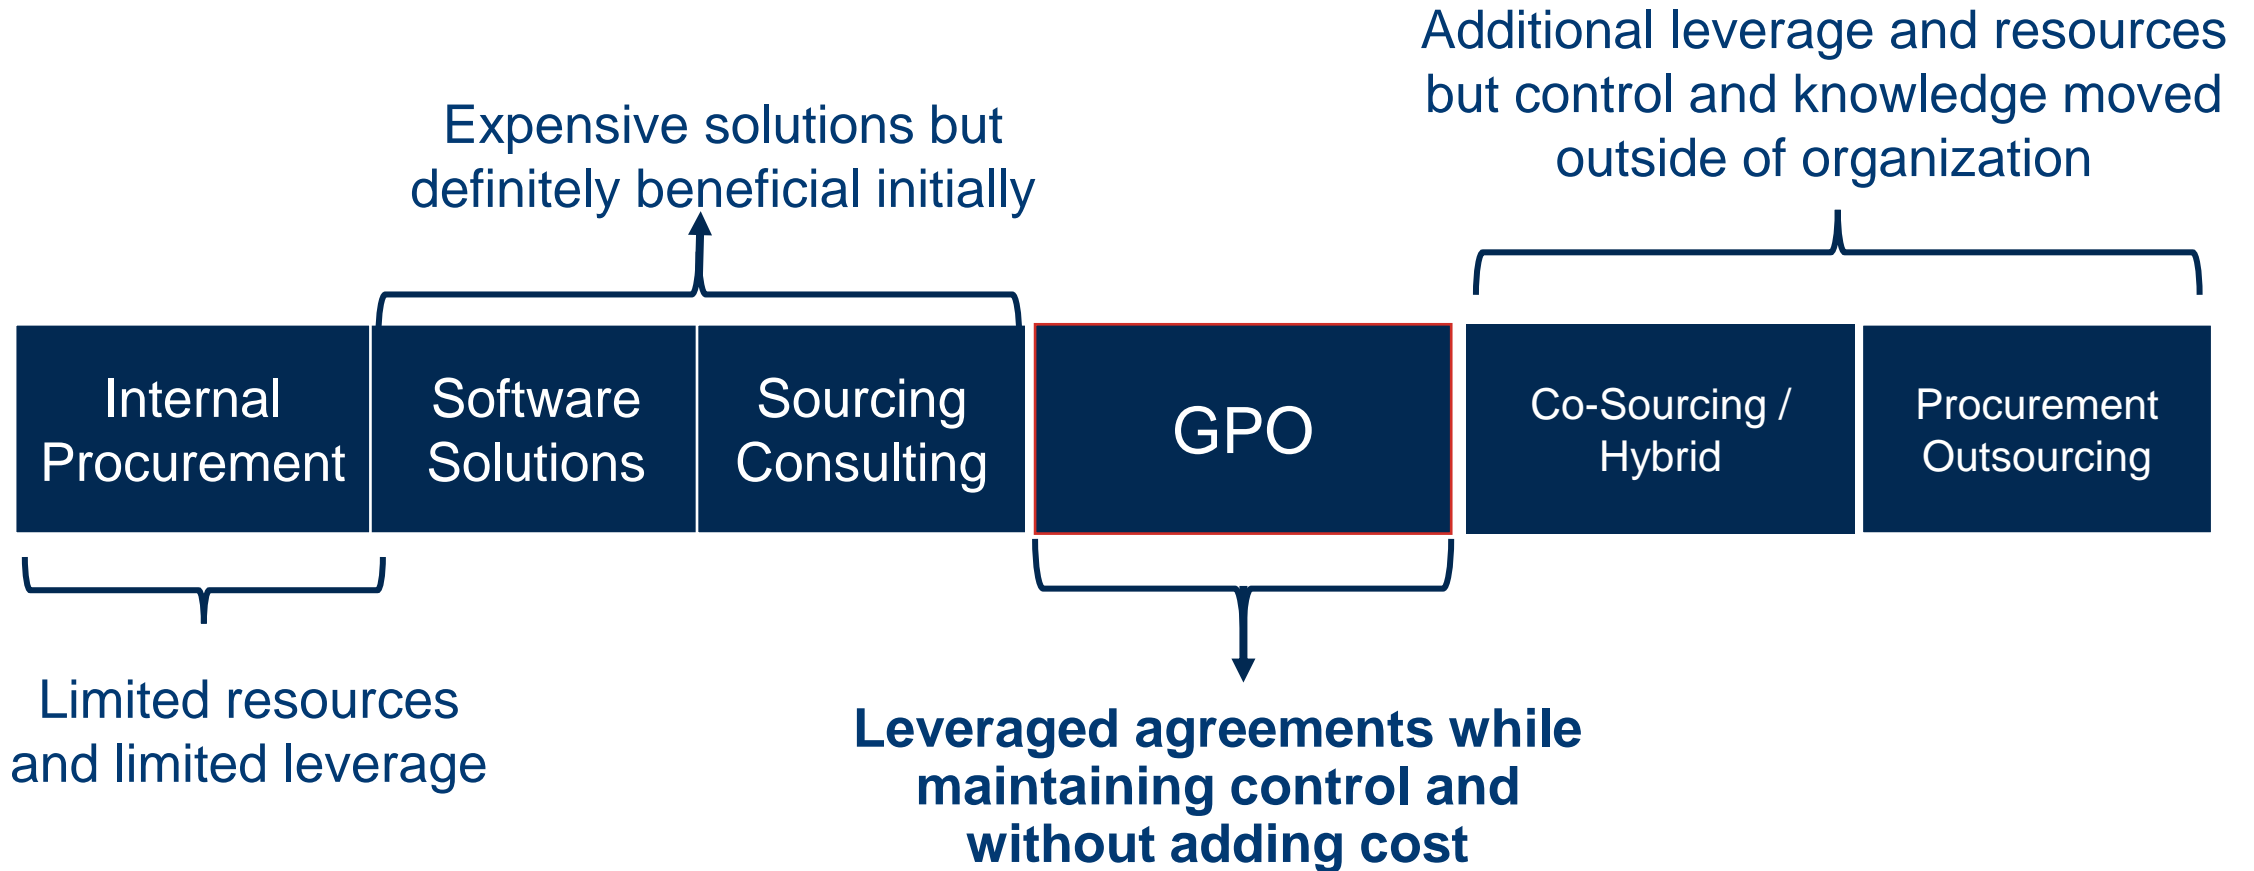 Additional leverage and resources
but control and knowledge moved
outside of organization
Expensive solutions but
definitely beneficial initially
Internal
Procurement
Software
Solutions
Sourcing
Consulting
GPO
Co-Sourcing /
Hybrid
Procurement
Outsourcing
Limited resources
and limited leverage
Leveraged agreements while
maintaining control and
without adding cost